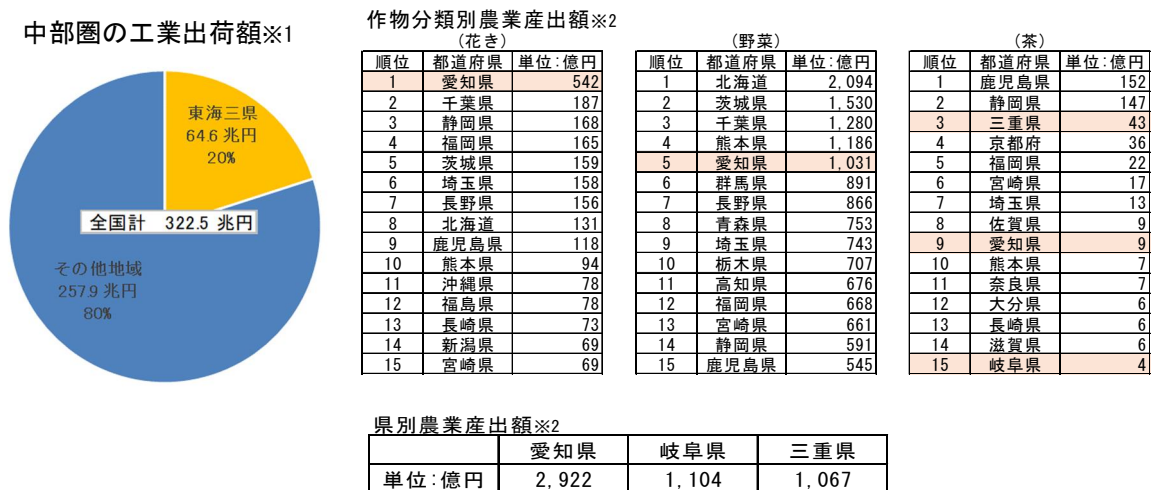 中部圏の工業出荷額※1
東海三県
64.6 兆円
20%
全国計 322.5 兆円
その他地域
257.9 兆円
80%
作物分類別農業産出額※2
(花き)
順位 都道府県 単位:億円
1 愛知県 542
2 千葉県 187
3 静岡県 168
4 福岡県 165
5 茨城県 159
6 埼玉県 158
7 長野県 156
8 北海道 131
9 鹿児島県 118
10 熊本県 94
11 沖縄県 78
12 福島県 78
13 長崎県 73
14 新潟県 69
15 宮崎県 69
(野菜)
順位 都道府県 単位:億円
1 北海道 2,094
2 茨城県 1,530
3 千葉県 1,280
4 熊本県 1,186
5 愛知県 1,031
6 群馬県 891
7 長野県 866
8 青森県 753
9 埼玉県 743
10 栃木県 707
11 高知県 676
12 福岡県 668
13 宮崎県 661
14 静岡県 591
15 鹿児島県 545
(茶)
順位 都道府県 単位:億円
1 鹿児島県 152
2 静岡県 147
3 三重県 43
4 京都府 36
5 福岡県 22
6 宮崎県 17
7 埼玉県 13
8 佐賀県 9
9 愛知県 9
10 熊本県 7
11 奈良県 7
12 大分県 6
13 長崎県 6
14 滋賀県 6
15 岐阜県 4
県別農業産出額※2
愛知県 岐阜県 三重県
単位:億円 2,922 1,104 1,067